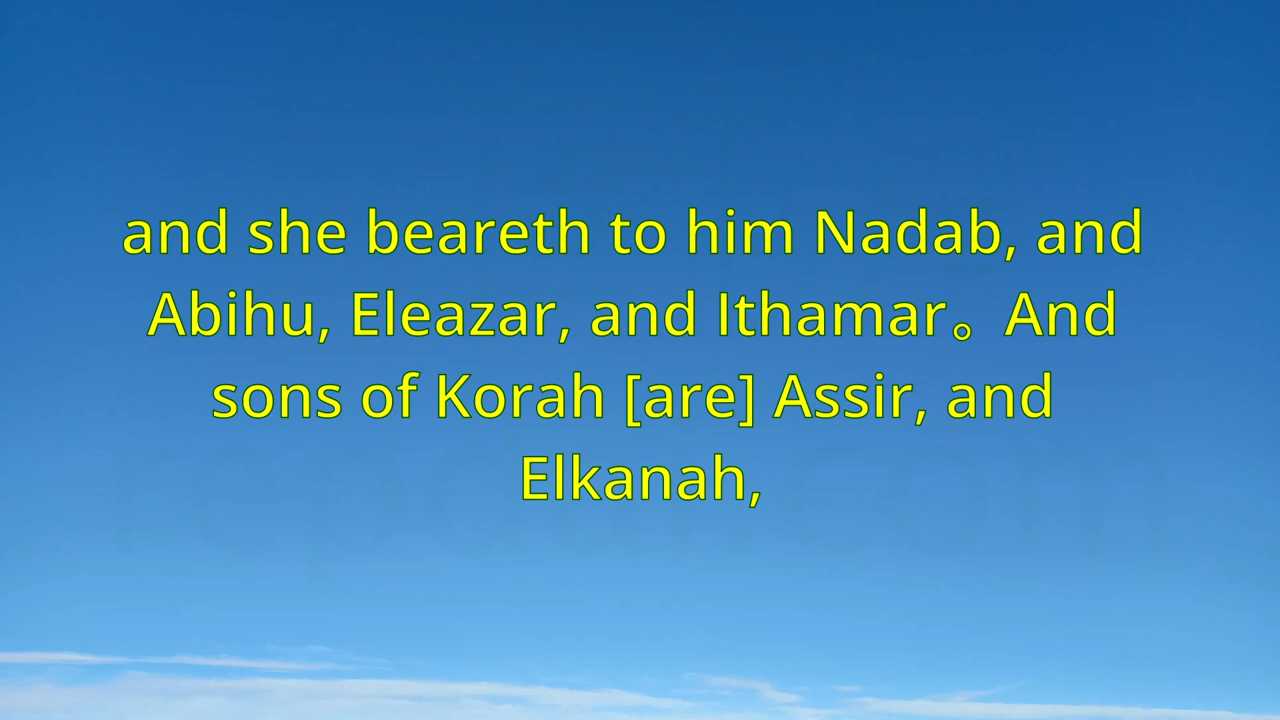 and she beareth to him Nadab, and
Abihu, Eleazar, and Ithamar。And
sons of Korah [are] Assir, and
Elkanah,